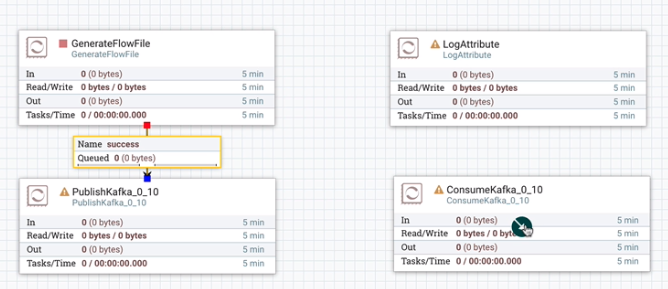 GenerateFlowFile
GenerateFlowFile
In 0 (0 bytes) 5 min
Read/Write 0 bytes / 0 bytes 5 min
Out 0 (0 bytes) 5 min
Tasks/Time 0 / 00:00:00.000 5 min
Name success
Queued 0 (0 bytes)
PublishKafka_0_10
PublishKafka_0_10
In 0 (0 bytes) 5 min
Read/Write 0 bytes / 0 bytes 5 min
Out 0 (0 bytes) 5 min
Tasks/Time 0 / 00:00:00.000 5 min
LogAttribute
LogAttribute
In 0 (0 bytes) 5 min
Read/Write 0 bytes / 0 bytes 5 min
Out 0 (0 bytes) 5 min
Tasks/Time 0 / 00:00:00.000 5 min
ConsumeKafka_0_10
ConsumeKafka_0_10
In 0 (0 bytes) 5 min
Read/Write 0 bytes / 0 bytes 5 min
Out 0 (0 bytes) 5 min
Tasks/Time 0 / 00:00:00.000 5 min